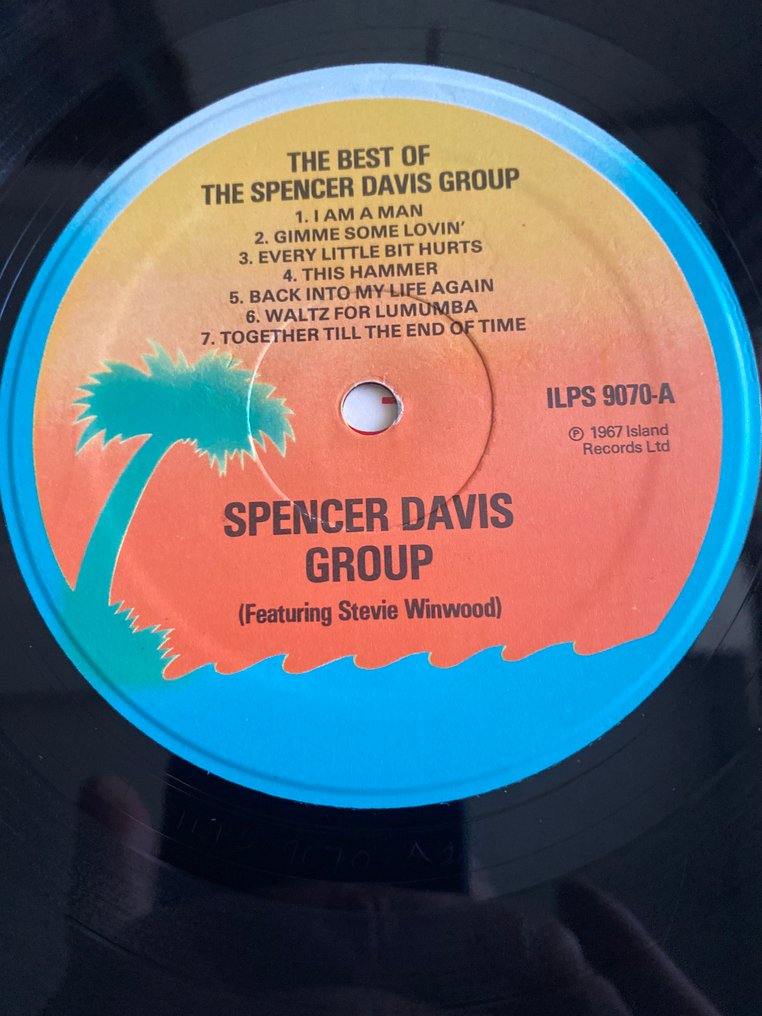 THE BEST OF
THE SPENCER DAVIS GROUP
1. I AM A MAN
2. GIMME SOME LOVIN'
3. EVERY LITTLE BIT HURTS
4. THIS HAMMER
5. BACK INTO MY LIFE AGAIN
6. WALTZ FOR LUMUMBA
7. TOGETHER TILL THE END OF TIME
ILPS 9070-A
℗ 1967 Island
Records Ltd
SPENCER DAVIS
GROUP
(Featuring Stevie Winwood)